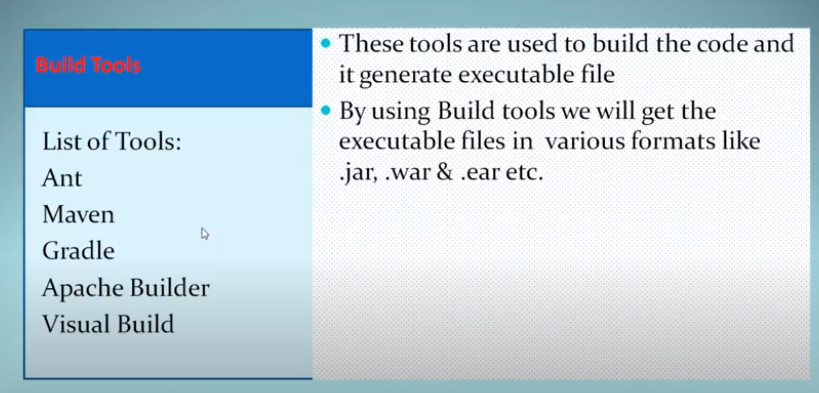 Build Tools
List of Tools:
Ant
Maven
Gradle
Apache Builder
Visual Build
These tools are used to build the code and
it generate executable file
By using Build tools we will get the
executable files in various formats like
.jar, .war & .ear etc.